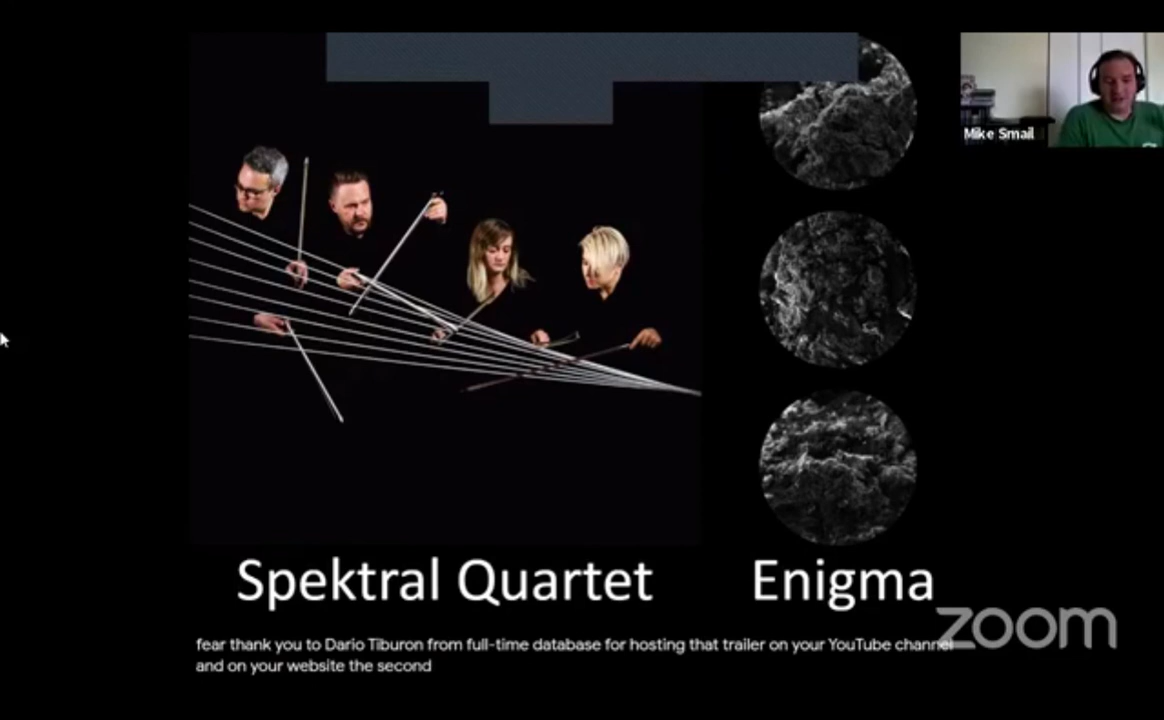 Mike Smail
Spektral Quartet
Enigma
zoom
fear thank you to Dario Tiburon from full-time database for hosting that trailer on your YouTube channel
and on your website the second